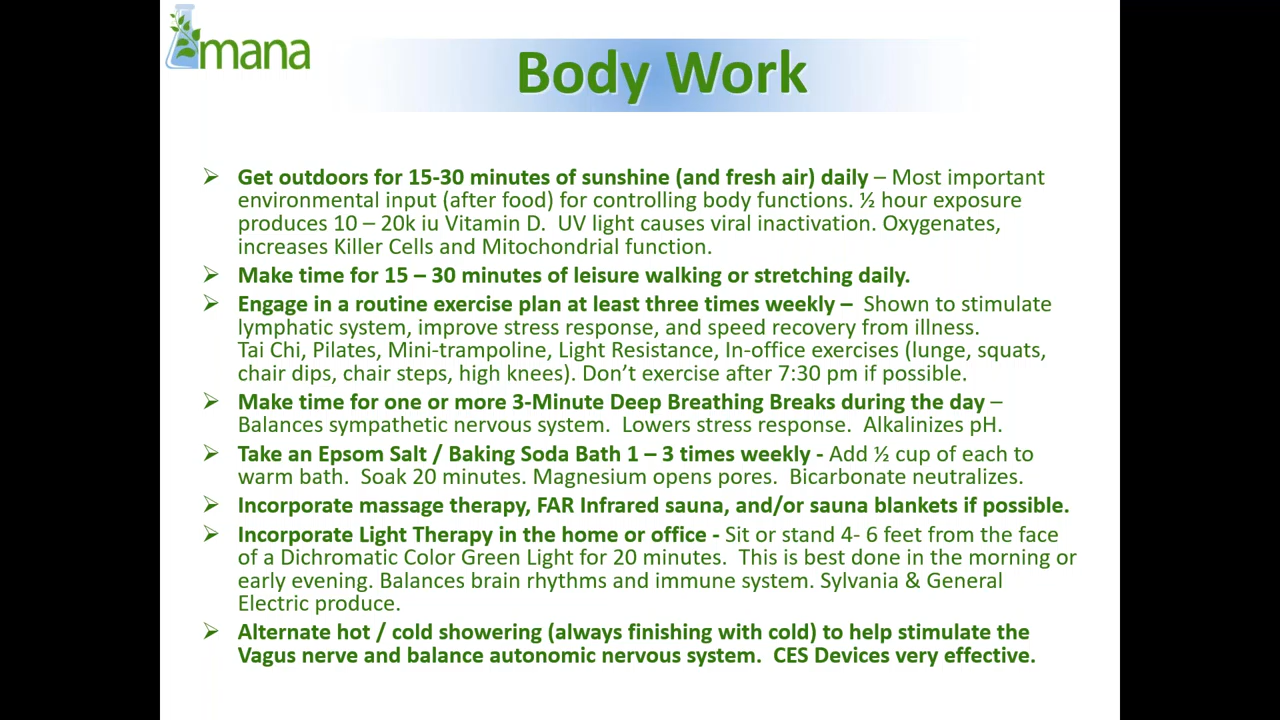 mana
Body Work
Get outdoors for 15-30 minutes of sunshine (and fresh air) daily – Most important
environmental input (after food) for controlling body functions. ½ hour exposure
produces 10 – 20k iu Vitamin D. UV light causes viral inactivation. Oxygenates,
increases Killer Cells and Mitochondrial function.
Make time for 15 – 30 minutes of leisure walking or stretching daily.
Engage in a routine exercise plan at least three times weekly – Shown to stimulate
lymphatic system, improve stress response, and speed recovery from illness.
Tai Chi, Pilates, Mini-trampoline, Light Resistance, In-office exercises (lunge, squats,
chair dips, chair steps, high knees). Don't exercise after 7:30 pm if possible.
Make time for one or more 3-Minute Deep Breathing Breaks during the day –
Balances sympathetic nervous system. Lowers stress response. Alkalinizes pH.
Take an Epsom Salt / Baking Soda Bath 1 – 3 times weekly - Add ½ cup of each to
warm bath. Soak 20 minutes. Magnesium opens pores. Bicarbonate neutralizes.
Incorporate massage therapy, FAR Infrared sauna, and/or sauna blankets if possible.
Incorporate Light Therapy in the home or office - Sit or stand 4- 6 feet from the face
of a Dichromatic Color Green Light for 20 minutes. This is best done in the morning or
early evening. Balances brain rhythms and immune system. Sylvania & General
Electric produce.
Alternate hot / cold showering (always finishing with cold) to help stimulate the
Vagus nerve and balance autonomic nervous system. CES Devices very effective.